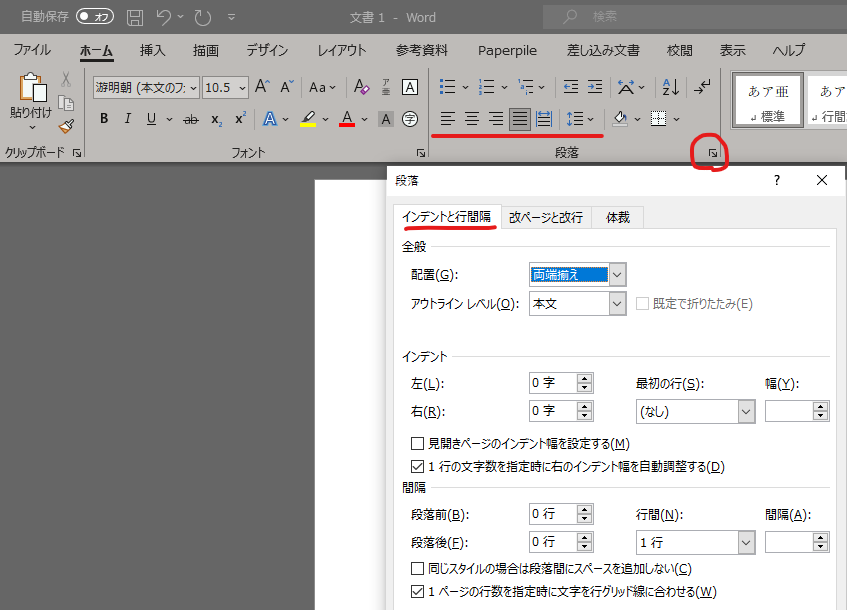 自動保存 オフ 文書 1 - Word 検索
ファイル ホーム 挿入 描画 デザイン レイアウト 参考資料 Paperpile 差し込み文書 校閲 表示 ヘルプ
貼り付け
游明朝 (本文のフ 10.5 A A Aa A ア亜 A
B I U ab x₂ x² A A A 字
あア亜 あア
↲ 標準 ↲ 行間
クリップボード フォント 段落
段落 ?
インデントと行間隔 改ページと改行 体裁
全般
配置(G): 両端揃え
アウトライン レベル(O): 本文 既定で折りたたみ(E)
インデント
左(L): 0 字 最初の行(S): 幅(Y):
右(R): 0 字 (なし)
見開きページのインデント幅を設定する(M)
1 行の文字数を指定時に右のインデント幅を自動調整する(D)
間隔
段落前(B): 0 行 行間(N): 間隔(A):
段落後(F): 0 行 1 行
同じスタイルの場合は段落間にスペースを追加しない(C)
1 ページの行数を指定時に文字を行グリッド線に合わせる(W)